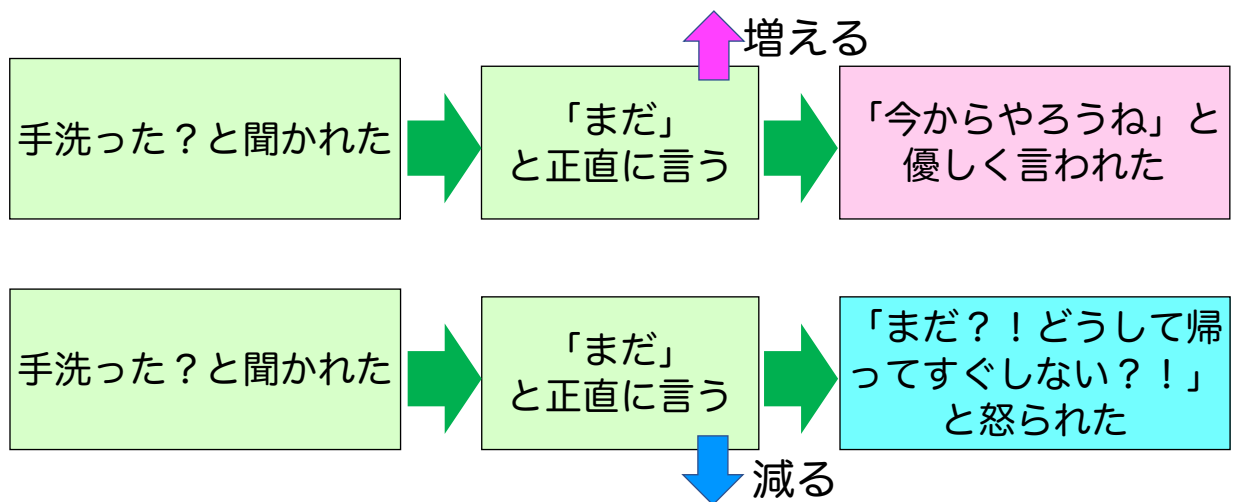 増える
手洗った？と聞かれた
「まだ」
と正直に言う
「今からやろうね」と
優しく言われた
手洗った？と聞かれた
「まだ」
と正直に言う
「まだ？！どうして帰
ってすぐしない？！」
と怒られた
減る